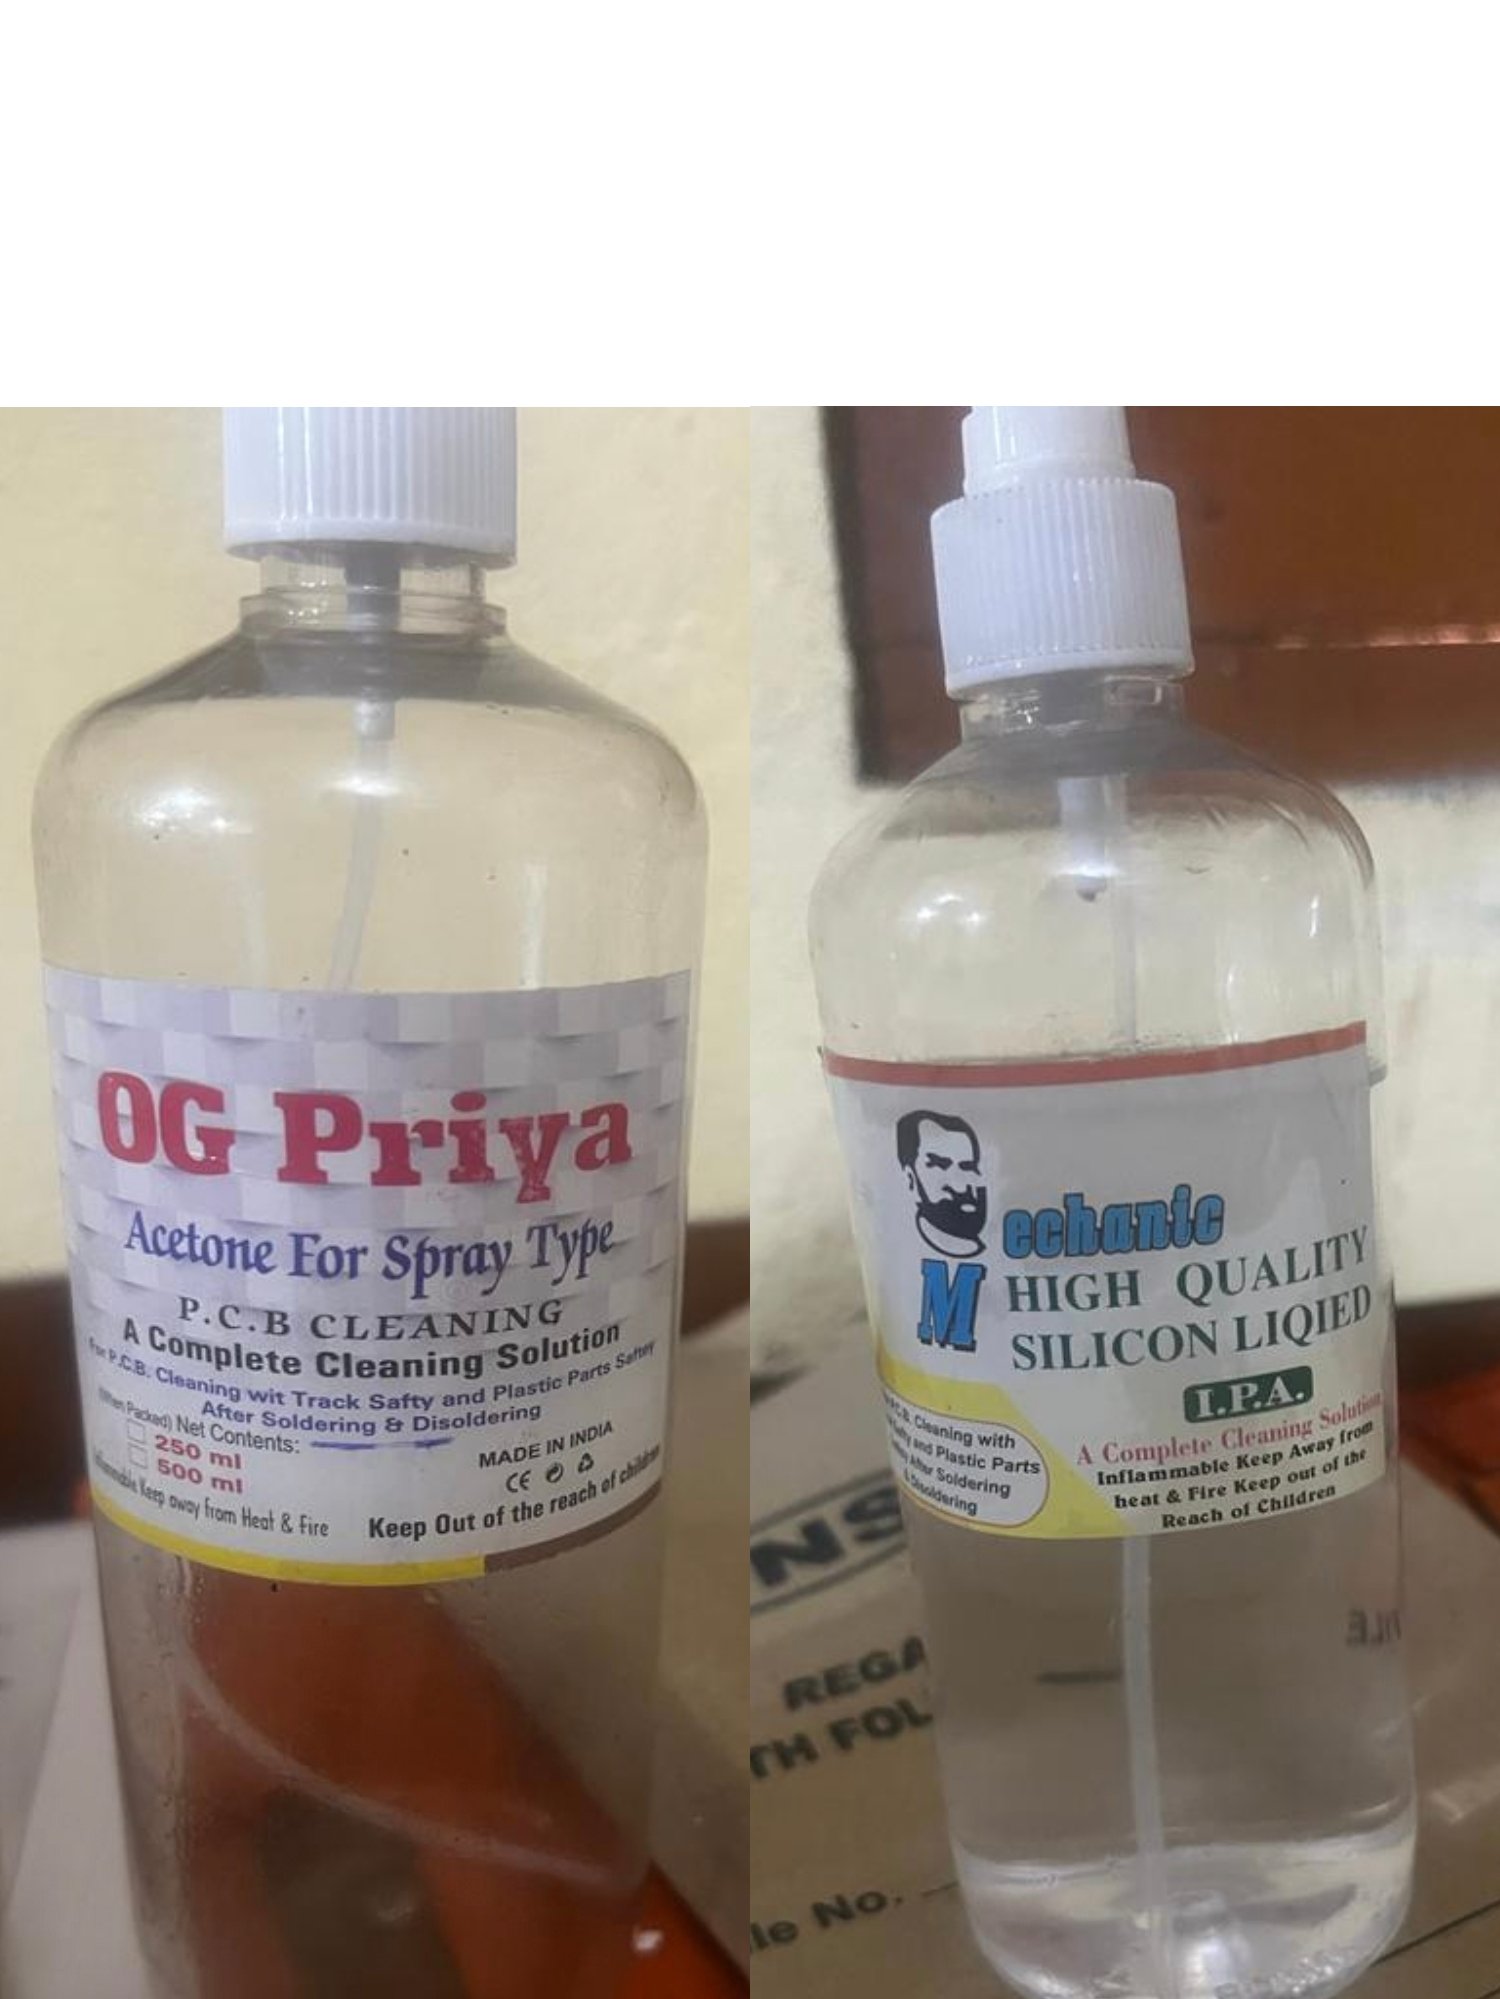 OG Priya
Acetone For Spray Type
P.C.B CLEANING
A Complete Cleaning Solution
For P.C.B. Cleaning wit Track Safty and Plastic Parts Saftey
After Soldering & Disoldering
(When Packed) Net Contents:
250 ml
500 ml
MADE IN INDIA
CE
Inflammable Keep away from Heat & Fire
Keep Out of the reach of children
Mechanic
HIGH QUALITY
SILICON LIQIED
I.P.A.
A Complete Cleaning Solution
Inflammable Keep Away from
heat & Fire Keep out of the
Reach of Children
P.C.B. Cleaning with
and Plastic Parts
After Soldering
& Disoldering
NS
REGA
TH FOL
No.